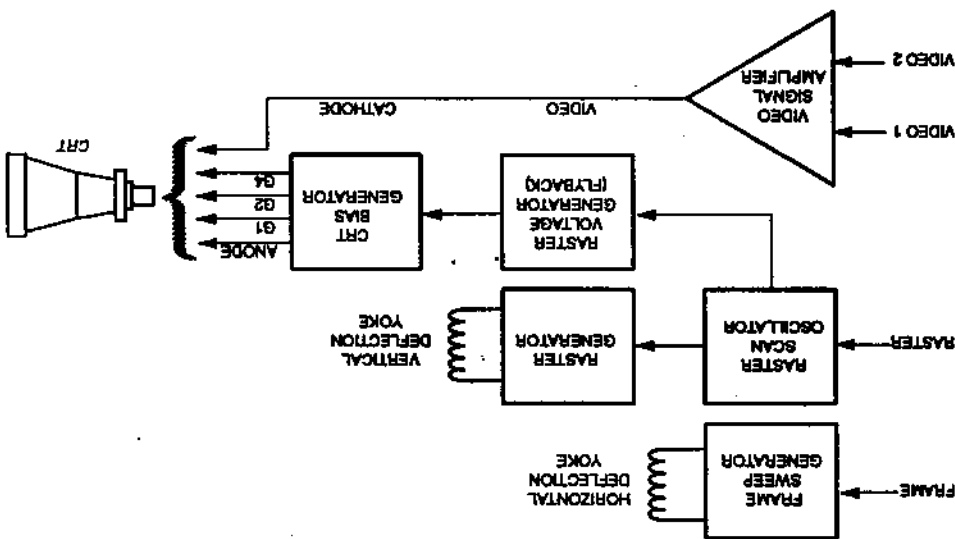 FRAME
FRAME
SWEEP
GENERATOR
HORIZONTAL
DEFLECTION
YOKE
RASTER
RASTER
SCAN
OSCILLATOR
RASTER
GENERATOR
VERTICAL
DEFLECTION
YOKE
RASTER
VOLTAGE
GENERATOR
(FLYBACK)
CRT
BIAS
GENERATOR
ANODE
G1
G2
G4
CRT
VIDEO 1
VIDEO 2
VIDEO
SIGNAL
AMPLIFIER
VIDEO
CATHODE